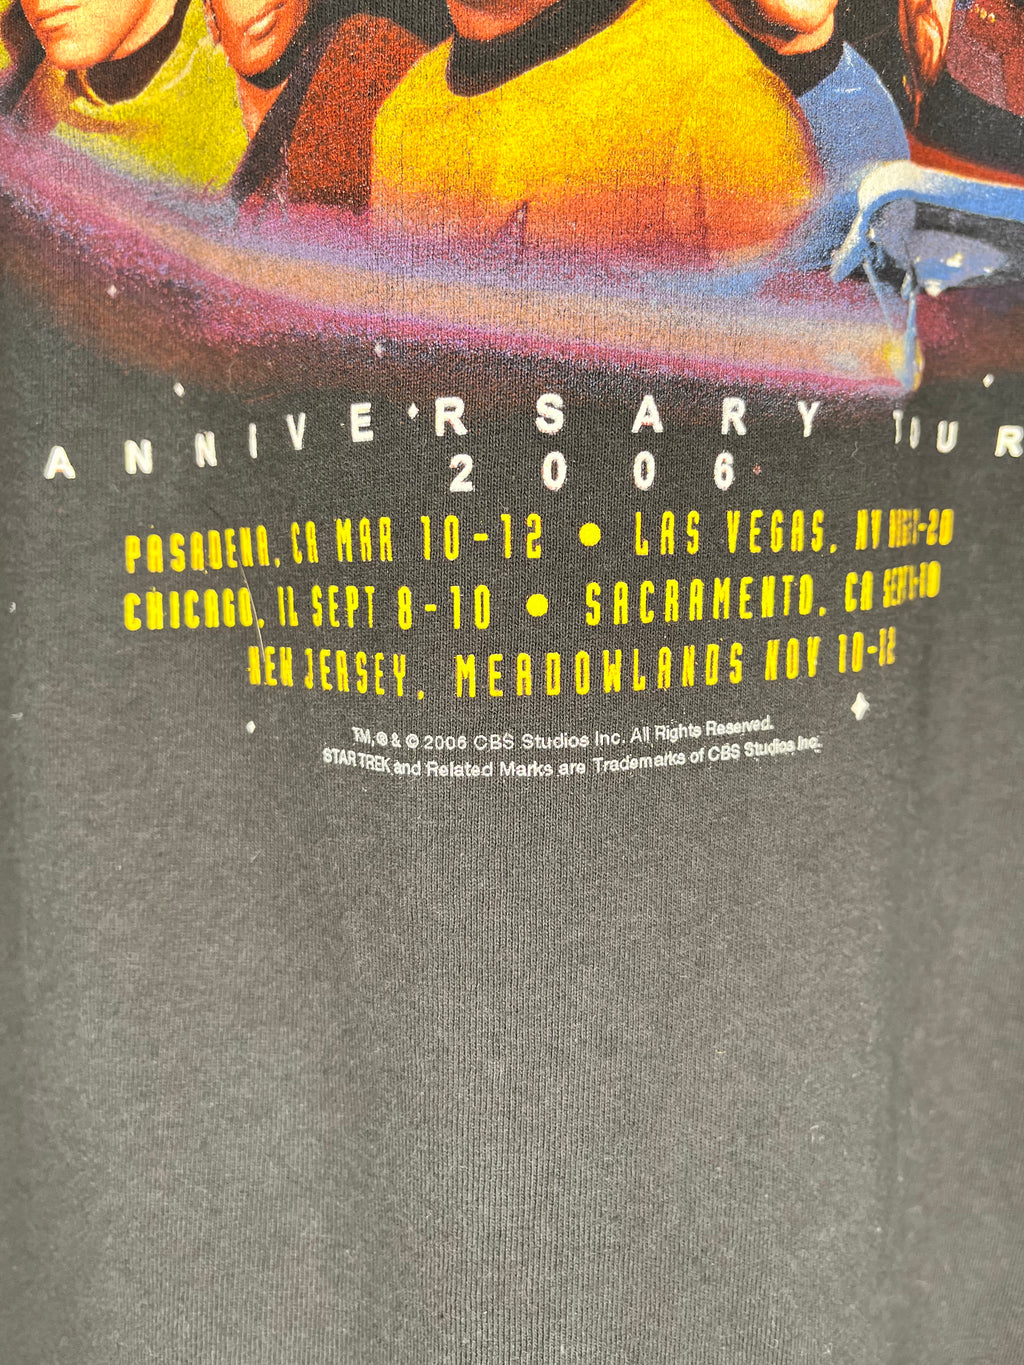 ANNIVERSARY TOUR
2006
PASADENA, CA MAR 10-12 • LAS VEGAS, NV
CHICAGO, IL SEPT 8-10 • SACRAMENTO, CA SEPT
NEW JERSEY, MEADOWLANDS NOV 10-12
TM, ® & © 2006 CBS Studios Inc. All Rights Reserved.
STAR TREK and Related Marks are Trademarks of CBS Studios Inc.